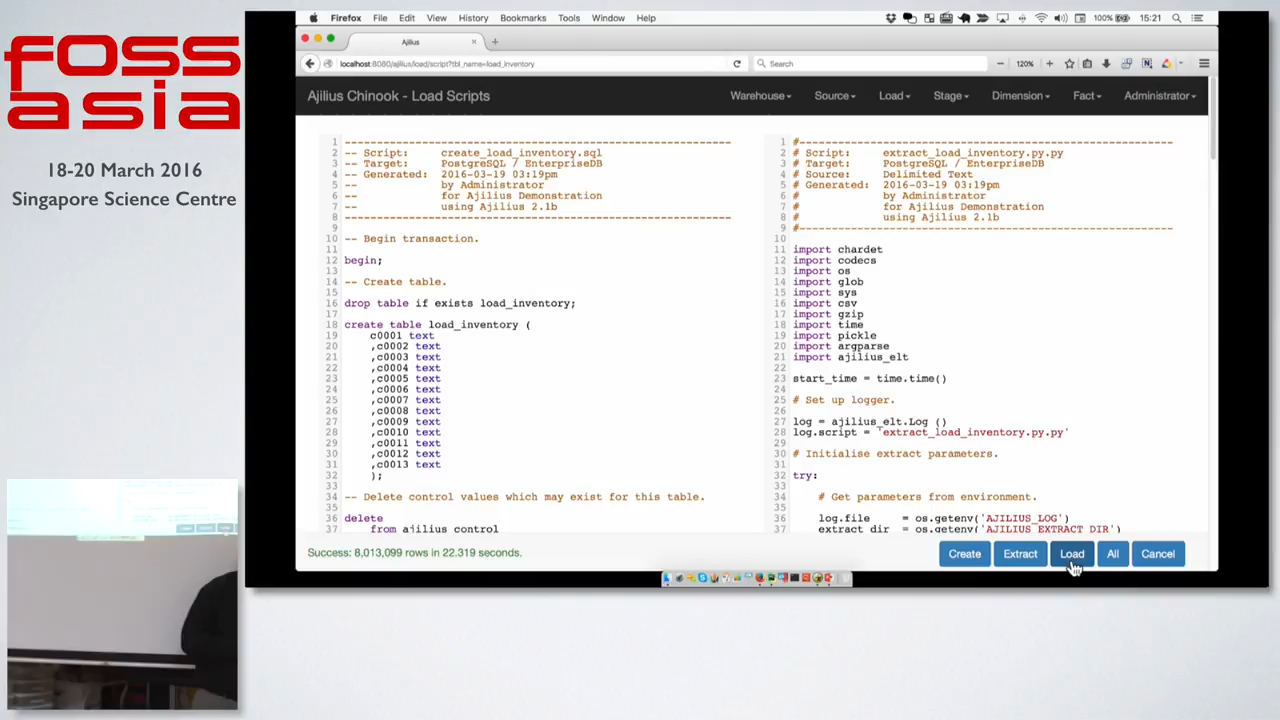 FOSS
asia
18-20 March 2016
Singapore Science Centre
Firefox File Edit View History Bookmarks Tools Window Help
100% 15:21
Ajilius
localhost:8080/ajilius/load/script?tbl_name=load_inventory
Search
120%
Ajilius Chinook - Load Scripts
Warehouse Source Load Stage Dimension Fact Administrator
1 --------------------------------------------------------------
2 -- Script: create_load_inventory.sql
3 -- Target: PostgreSQL / EnterpriseDB
4 -- Generated: 2016-03-19 03:19pm
5 -- by Administrator
6 -- for Ajilius Demonstration
7 -- using Ajilius 2.1b
8 --------------------------------------------------------------
9
10 -- Begin transaction.
11
12 begin;
13
14 -- Create table.
15
16 drop table if exists load_inventory;
17
18 create table load_inventory (
19 c0001 text
20 ,c0002 text
21 ,c0003 text
22 ,c0004 text
23 ,c0005 text
24 ,c0006 text
25 ,c0007 text
26 ,c0008 text
27 ,c0009 text
28 ,c0010 text
29 ,c0011 text
30 ,c0012 text
31 ,c0013 text
32 );
33
34 -- Delete control values which may exist for this table.
35
36 delete
37 from ajilius_control
1 #-------------------------------------------------------------
2 # Script: extract_load_inventory.py.py
3 # Target: PostgreSQL / EnterpriseDB
4 # Source: Delimited Text
5 # Generated: 2016-03-19 03:19pm
6 # by Administrator
7 # for Ajilius Demonstration
8 # using Ajilius 2.1b
9 #-------------------------------------------------------------
10
11 import chardet
12 import codecs
13 import os
14 import glob
15 import sys
16 import csv
17 import gzip
18 import time
19 import pickle
20 import argparse
21 import ajilius_elt
22
23 start_time = time.time()
24
25 # Set up logger.
26
27 log = ajilius_elt.Log ()
28 log.script = 'extract_load_inventory.py.py'
29
30 # Initialise extract parameters.
31
32 try:
33
34 # Get parameters from environment.
35
36 log.file = os.getenv('AJILIUS_LOG')
37 extract_dir = os.getenv('AJILIUS_EXTRACT_DIR')
Success: 8,013,099 rows in 22.319 seconds.
Create Extract Load All Cancel